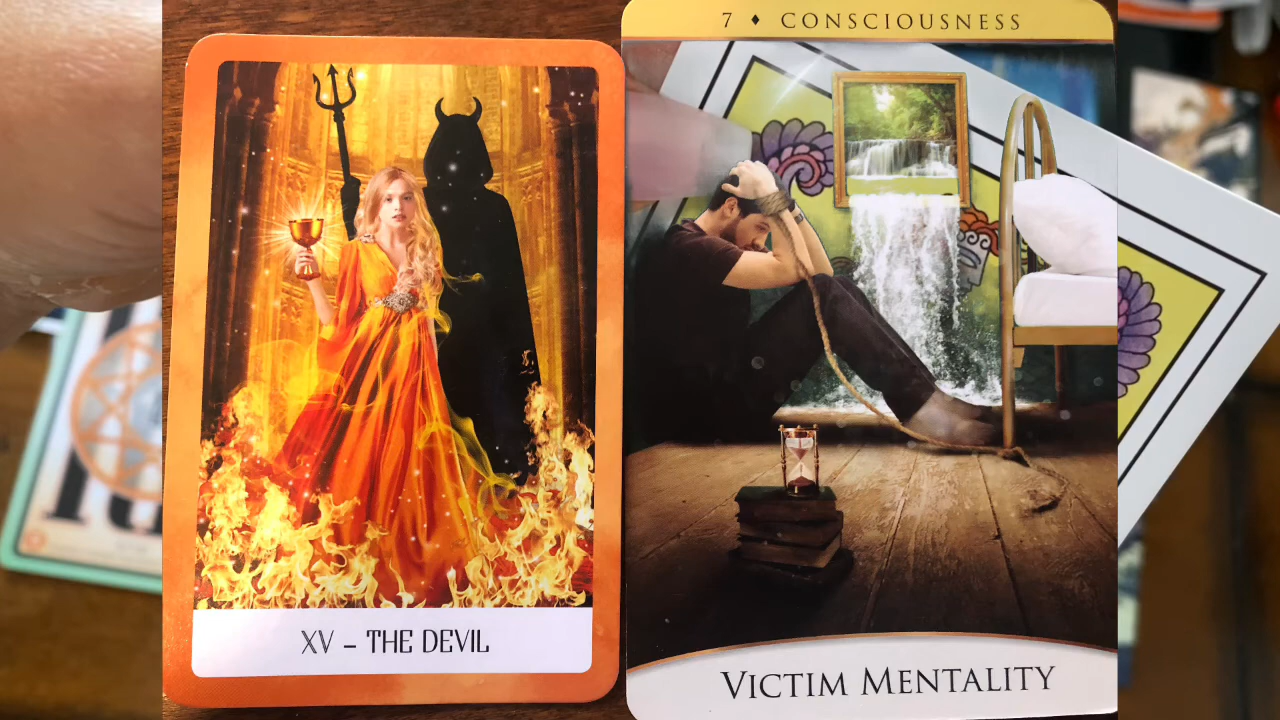 XV – THE DEVIL
7 ♦ CONSCIOUSNESS
VICTIM MENTALITY